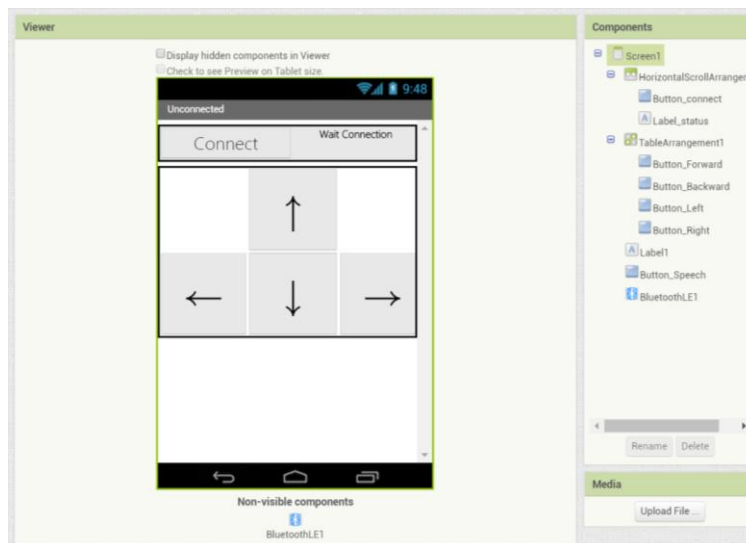 Viewer
Display hidden components in Viewer
Check to see Preview on Tablet size.
9:48
Unconnected
Connect
Wait Connection
↑
← ↓ →
Non-visible components
BluetoothLE1
Components
Screen1
HorizontalScrollArranger
Button_connect
Label_status
TableArrangement1
Button_Forward
Button_Backward
Button_Left
Button_Right
Label1
Button_Speech
BluetoothLE1
Rename Delete
Media
Upload File ...